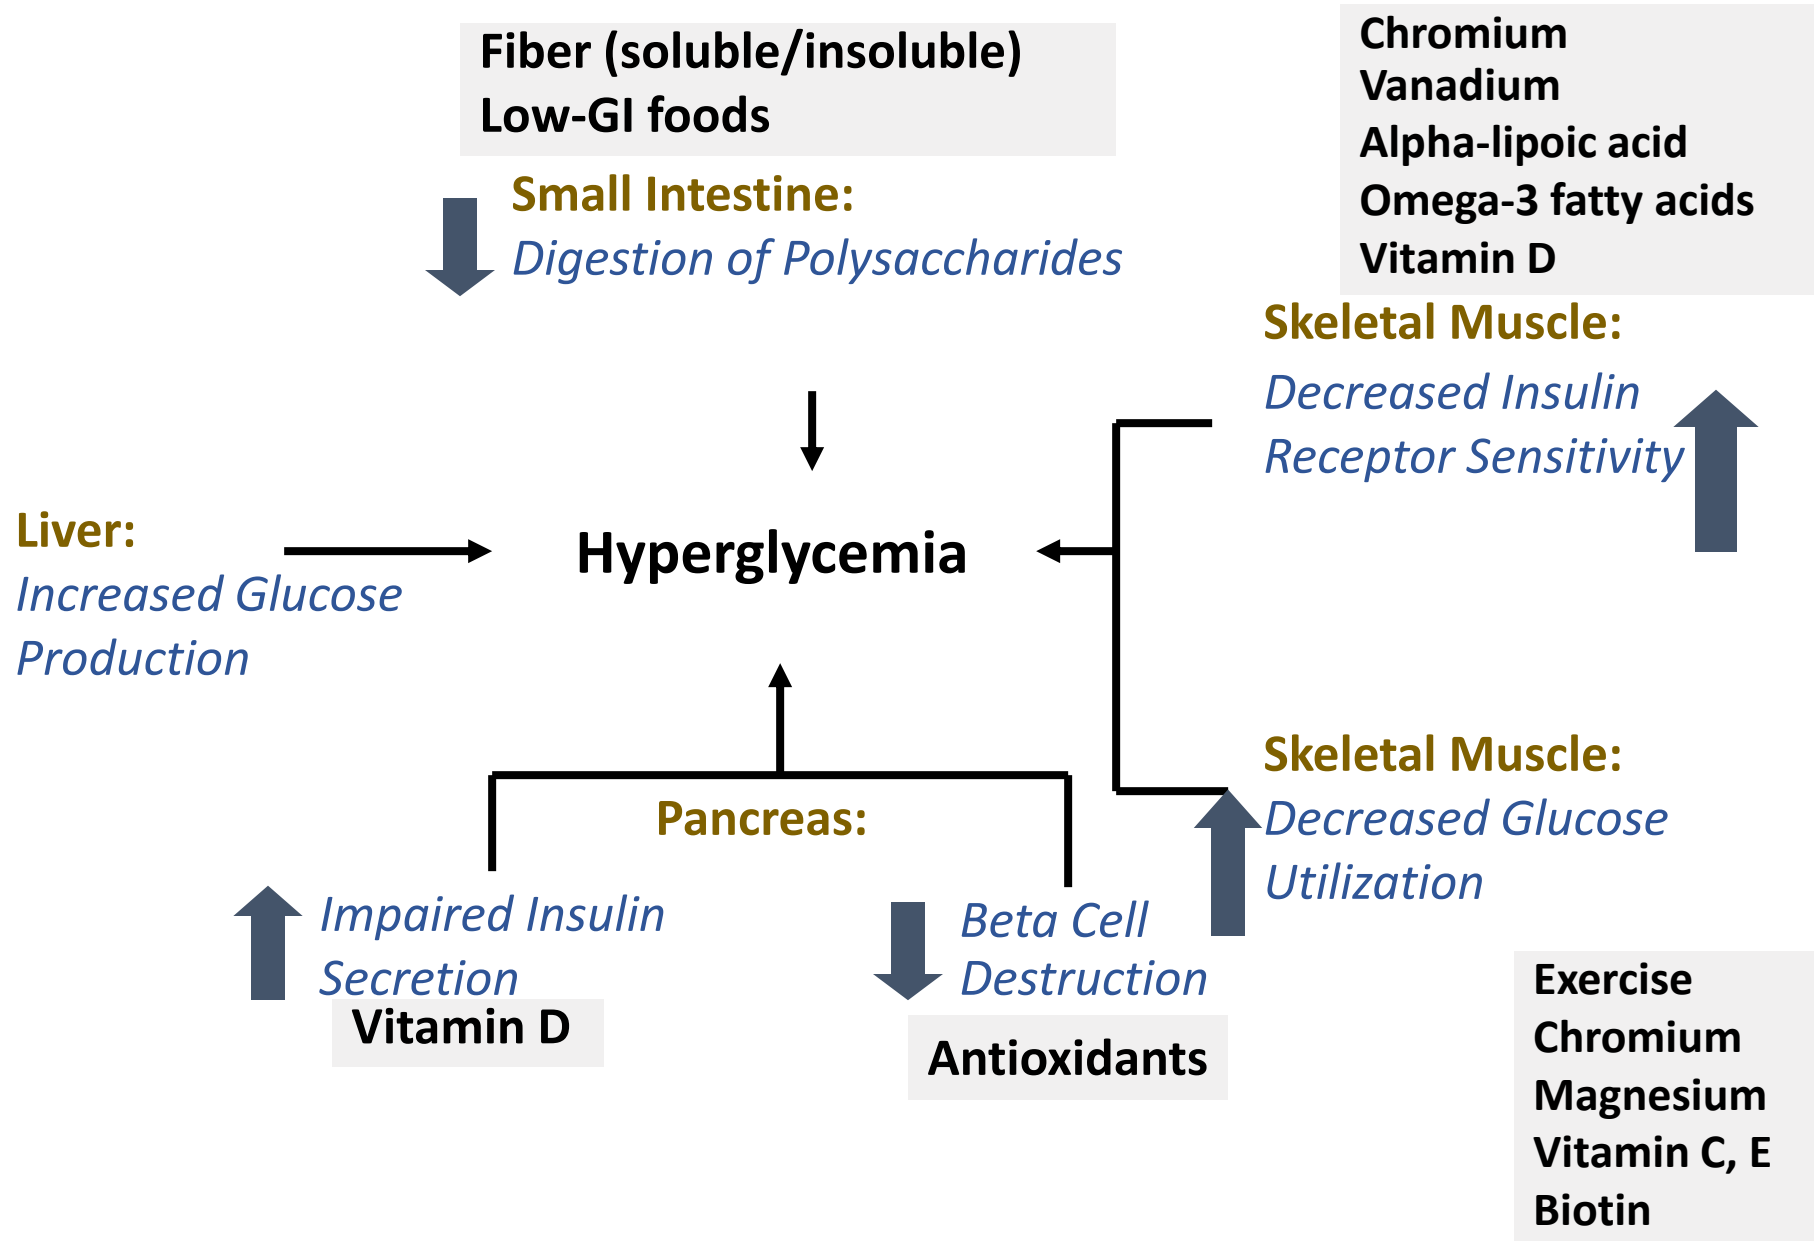 Fiber (soluble/insoluble)
Low-GI foods
Small Intestine:
Digestion of Polysaccharides
Chromium
Vanadium
Alpha-lipoic acid
Omega-3 fatty acids
Vitamin D
Skeletal Muscle:
Decreased Insulin
Receptor Sensitivity
Liver:
Increased Glucose
Production
Hyperglycemia
Skeletal Muscle:
Decreased Glucose
Utilization
Pancreas:
Impaired Insulin
Secretion
Vitamin D
Beta Cell
Destruction
Antioxidants
Exercise
Chromium
Magnesium
Vitamin C, E
Biotin